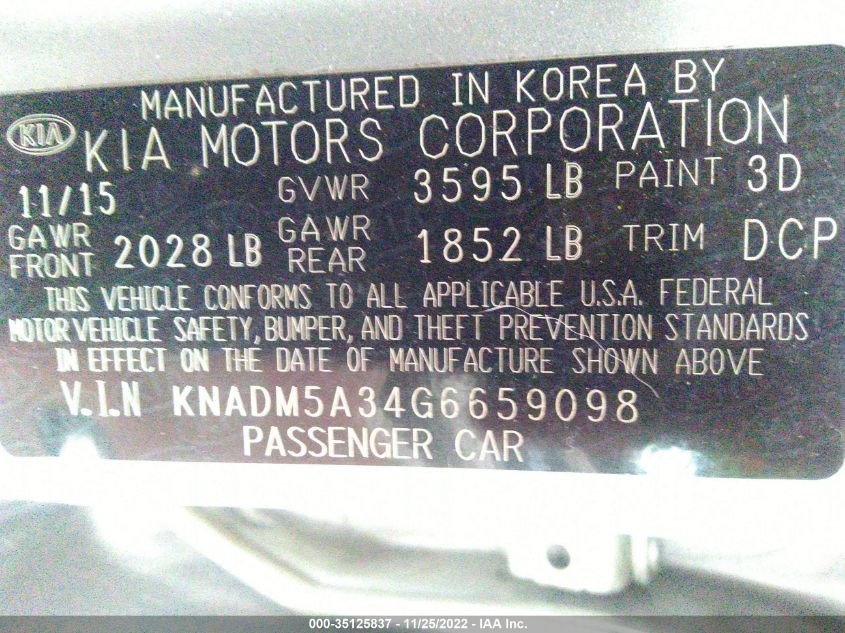 MANUFACTURED IN KOREA BY
KIA KIA MOTORS CORPORATION
11/15 GVWR 3595 LB PAINT 3D
GAWR FRONT 2028 LB GAWR REAR 1852 LB TRIM DCP
THIS VEHICLE CONFORMS TO ALL APPLICABLE U.S.A. FEDERAL
MOTOR VEHICLE SAFETY, BUMPER, AND THEFT PREVENTION STANDARDS
IN EFFECT ON THE DATE OF MANUFACTURE SHOWN ABOVE
V.I.N KNADM5A34G6659098
PASSENGER CAR
000-35125837 - 11/25/2022 - IAA Inc.